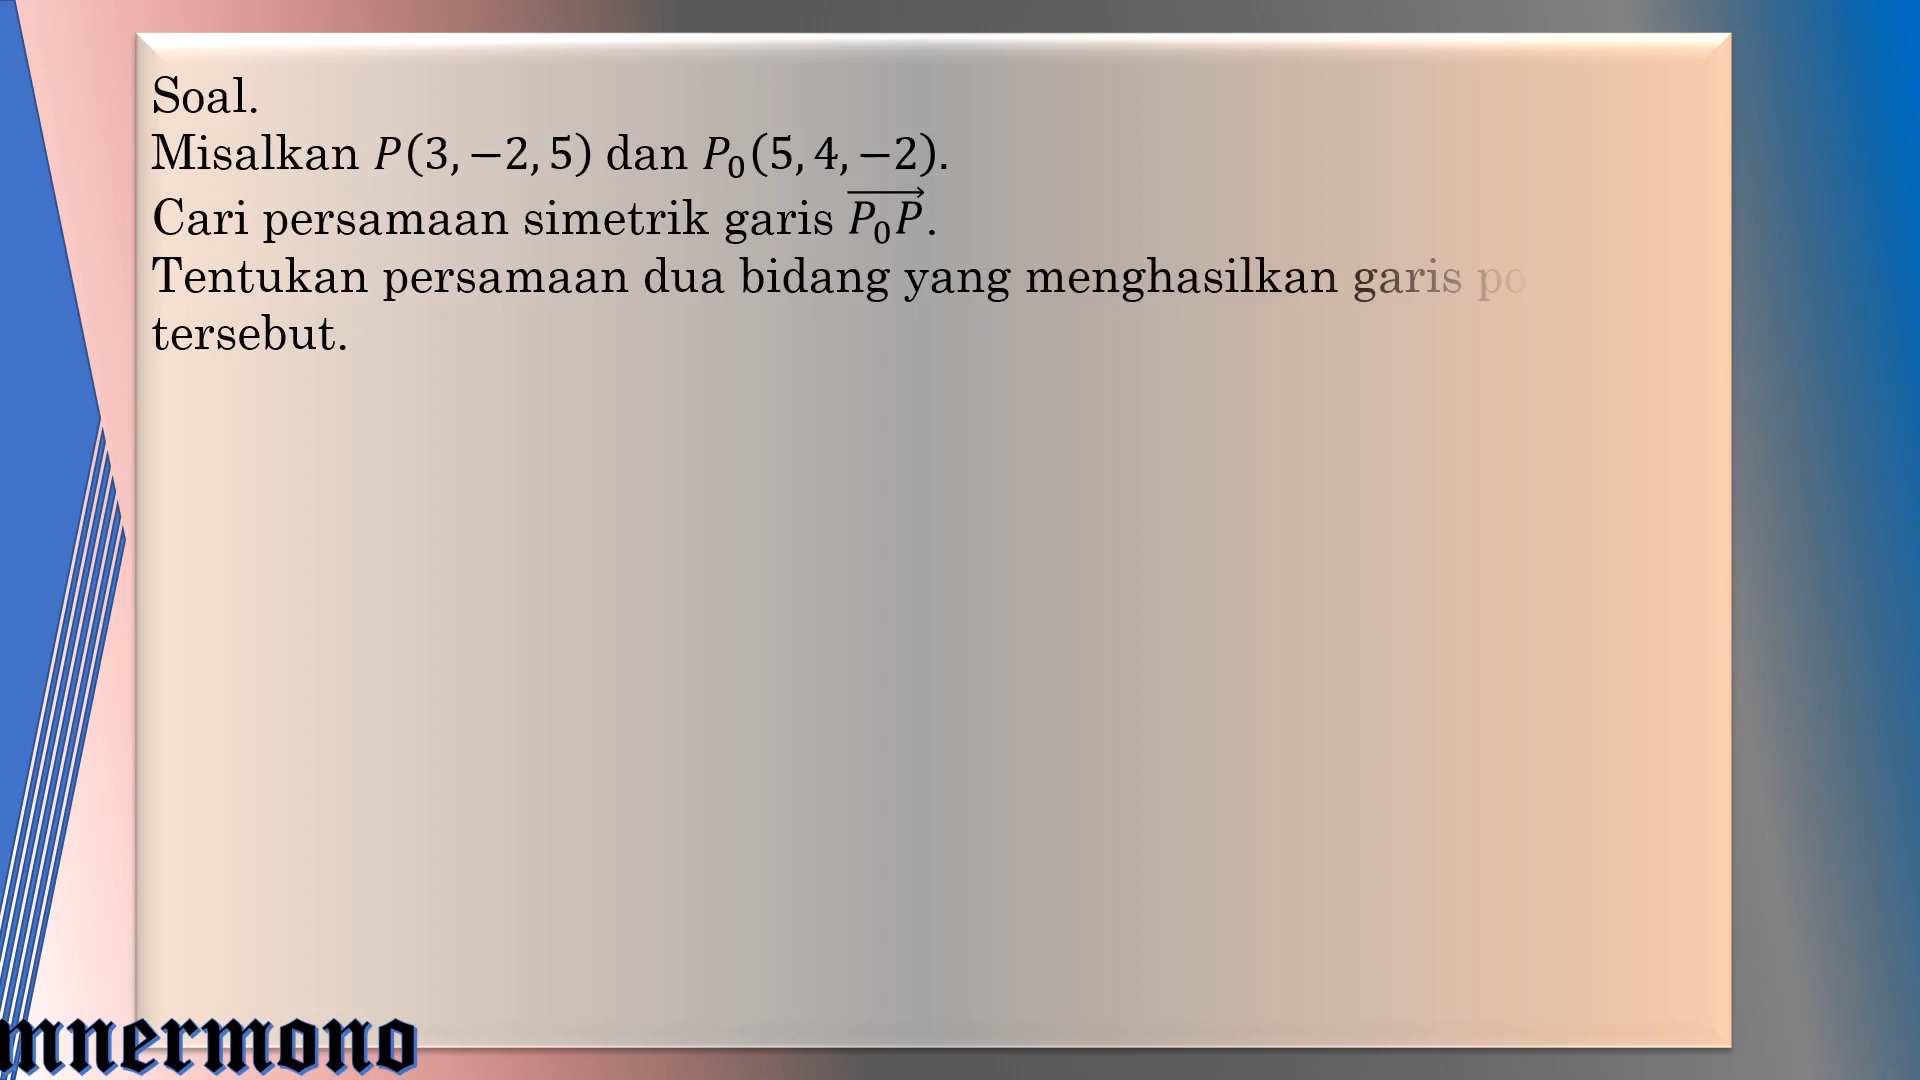 Soal.
Misalkan P(3, −2, 5) dan P₀(5, 4, −2).
Cari persamaan simetrik garis \overrightarrow{P₀P}.
Tentukan persamaan dua bidang yang menghasilkan garis
tersebut.
mnermono